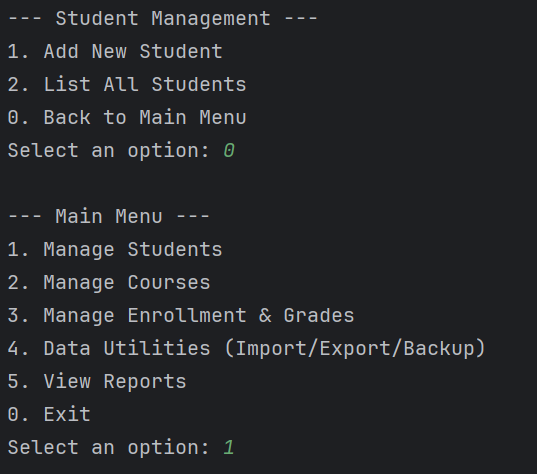 --- Student Management ---
1. Add New Student
2. List All Students
0. Back to Main Menu
Select an option: 0
--- Main Menu ---
1. Manage Students
2. Manage Courses
3. Manage Enrollment & Grades
4. Data Utilities (Import/Export/Backup)
5. View Reports
0. Exit
Select an option: 1